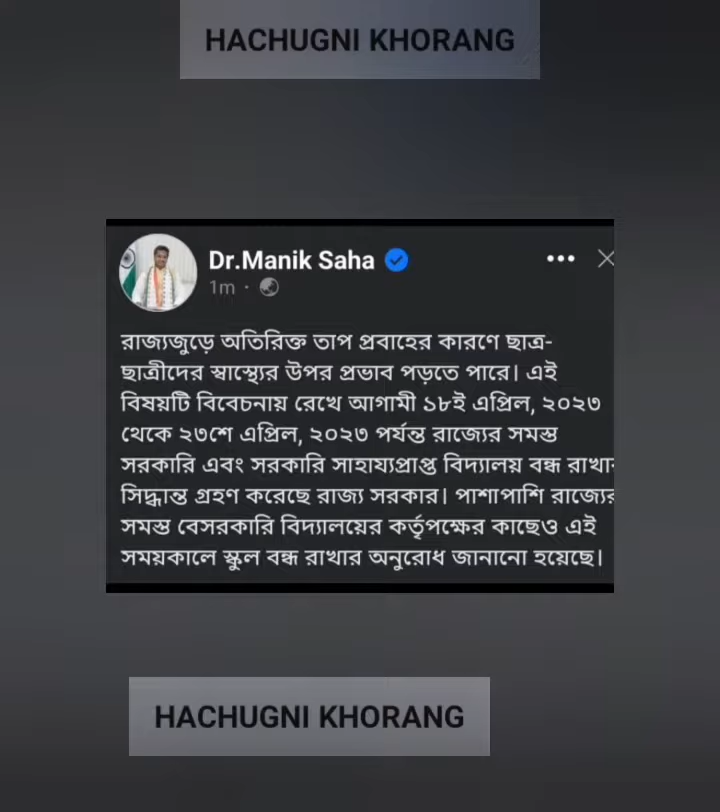 HACHUGNI KHORANG
Dr.Manik Saha
1m ·
রাজ্যজুড়ে অতিরিক্ত তাপ প্রবাহের কারণে ছাত্র-
ছাত্রীদের স্বাস্থ্যের উপর প্রভাব পড়তে পারে। এই
বিষয়টি বিবেচনায় রেখে আগামী ১৮ই এপ্রিল, ২০২৩
থেকে ২৩শে এপ্রিল, ২০২৩ পর্যন্ত রাজ্যের সমস্ত
সরকারি এবং সরকারি সাহায্যপ্রাপ্ত বিদ্যালয় বন্ধ রাখার
সিদ্ধান্ত গ্রহণ করেছে রাজ্য সরকার। পাশাপাশি রাজ্যের
সমস্ত বেসরকারি বিদ্যালয়ের কর্তৃপক্ষের কাছেও এই
সময়কালে স্কুল বন্ধ রাখার অনুরোধ জানানো হয়েছে।
HACHUGNI KHORANG